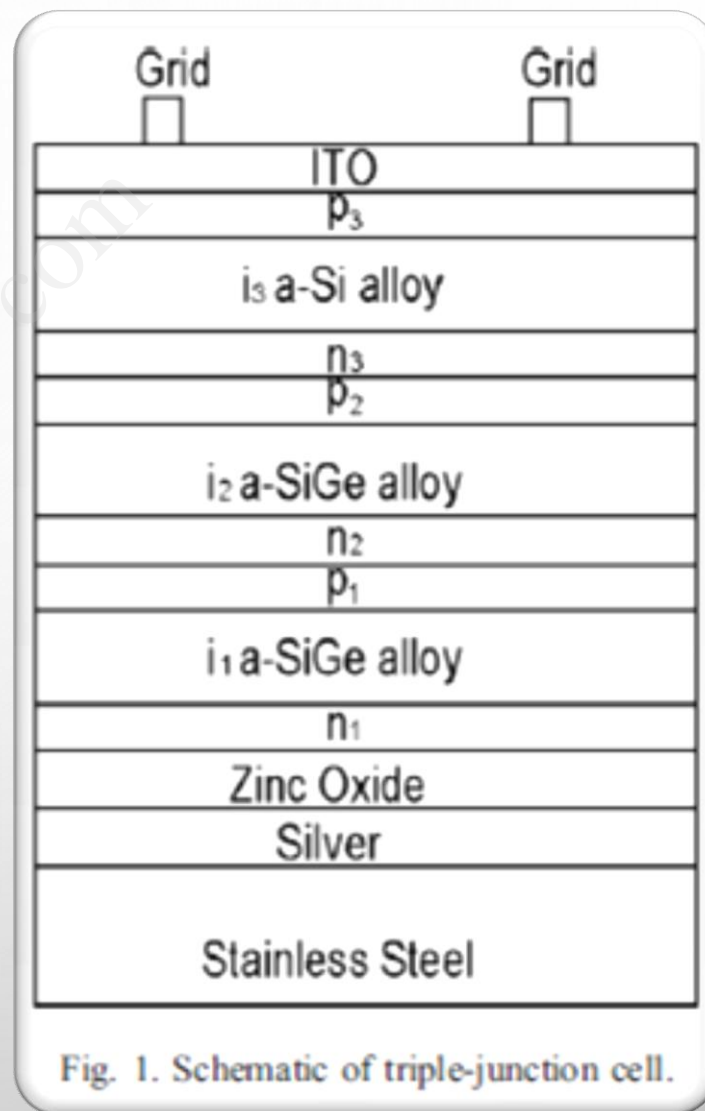 Grid Grid
ITO
p₃
i₃ a-Si alloy
n₃
p₂
i₂ a-SiGe alloy
n₂
p₁
i₁ a-SiGe alloy
n₁
Zinc Oxide
Silver
Stainless Steel
Fig. 1. Schematic of triple-junction cell.
com